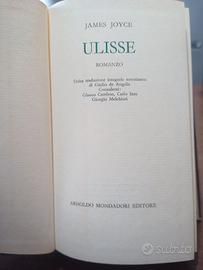 JAMES JOYCE
ULISSE
ROMANZO
Unica traduzione integrale autorizzata
di Giulio de Angelis
Consulenti:
Glauco Cambon, Carlo Izzo
Giorgio Melchiori
ARNOLDO MONDADORI EDITORE
subito